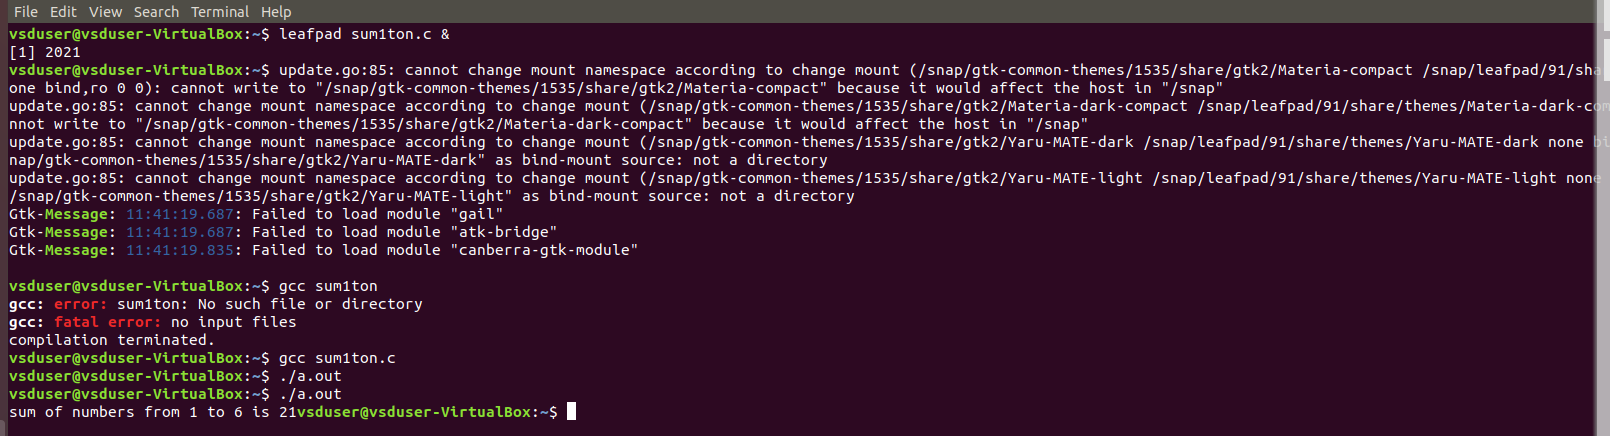 File Edit View Search Terminal Help
vsduser@vsduser-VirtualBox:~$ leafpad sum1ton.c &
[1] 2021
vsduser@vsduser-VirtualBox:~$ update.go:85: cannot change mount namespace according to change mount (/snap/gtk-common-themes/1535/share/gtk2/Materia-compact /snap/leafpad/91/sha
one bind,ro 0 0): cannot write to "/snap/gtk-common-themes/1535/share/gtk2/Materia-compact" because it would affect the host in "/snap"
update.go:85: cannot change mount namespace according to change mount (/snap/gtk-common-themes/1535/share/gtk2/Materia-dark-compact /snap/leafpad/91/share/themes/Materia-dark-com
nnot write to "/snap/gtk-common-themes/1535/share/gtk2/Materia-dark-compact" because it would affect the host in "/snap"
update.go:85: cannot change mount namespace according to change mount (/snap/gtk-common-themes/1535/share/gtk2/Yaru-MATE-dark /snap/leafpad/91/share/themes/Yaru-MATE-dark none bi
nap/gtk-common-themes/1535/share/gtk2/Yaru-MATE-dark" as bind-mount source: not a directory
update.go:85: cannot change mount namespace according to change mount (/snap/gtk-common-themes/1535/share/gtk2/Yaru-MATE-light /snap/leafpad/91/share/themes/Yaru-MATE-light none
/snap/gtk-common-themes/1535/share/gtk2/Yaru-MATE-light" as bind-mount source: not a directory
Gtk-Message: 11:41:19.687: Failed to load module "gail"
Gtk-Message: 11:41:19.687: Failed to load module "atk-bridge"
Gtk-Message: 11:41:19.835: Failed to load module "canberra-gtk-module"
vsduser@vsduser-VirtualBox:~$ gcc sum1ton
gcc: error: sum1ton: No such file or directory
gcc: fatal error: no input files
compilation terminated.
vsduser@vsduser-VirtualBox:~$ gcc sum1ton.c
vsduser@vsduser-VirtualBox:~$ ./a.out
vsduser@vsduser-VirtualBox:~$ ./a.out
sum of numbers from 1 to 6 is 21vsduser@vsduser-VirtualBox:~$